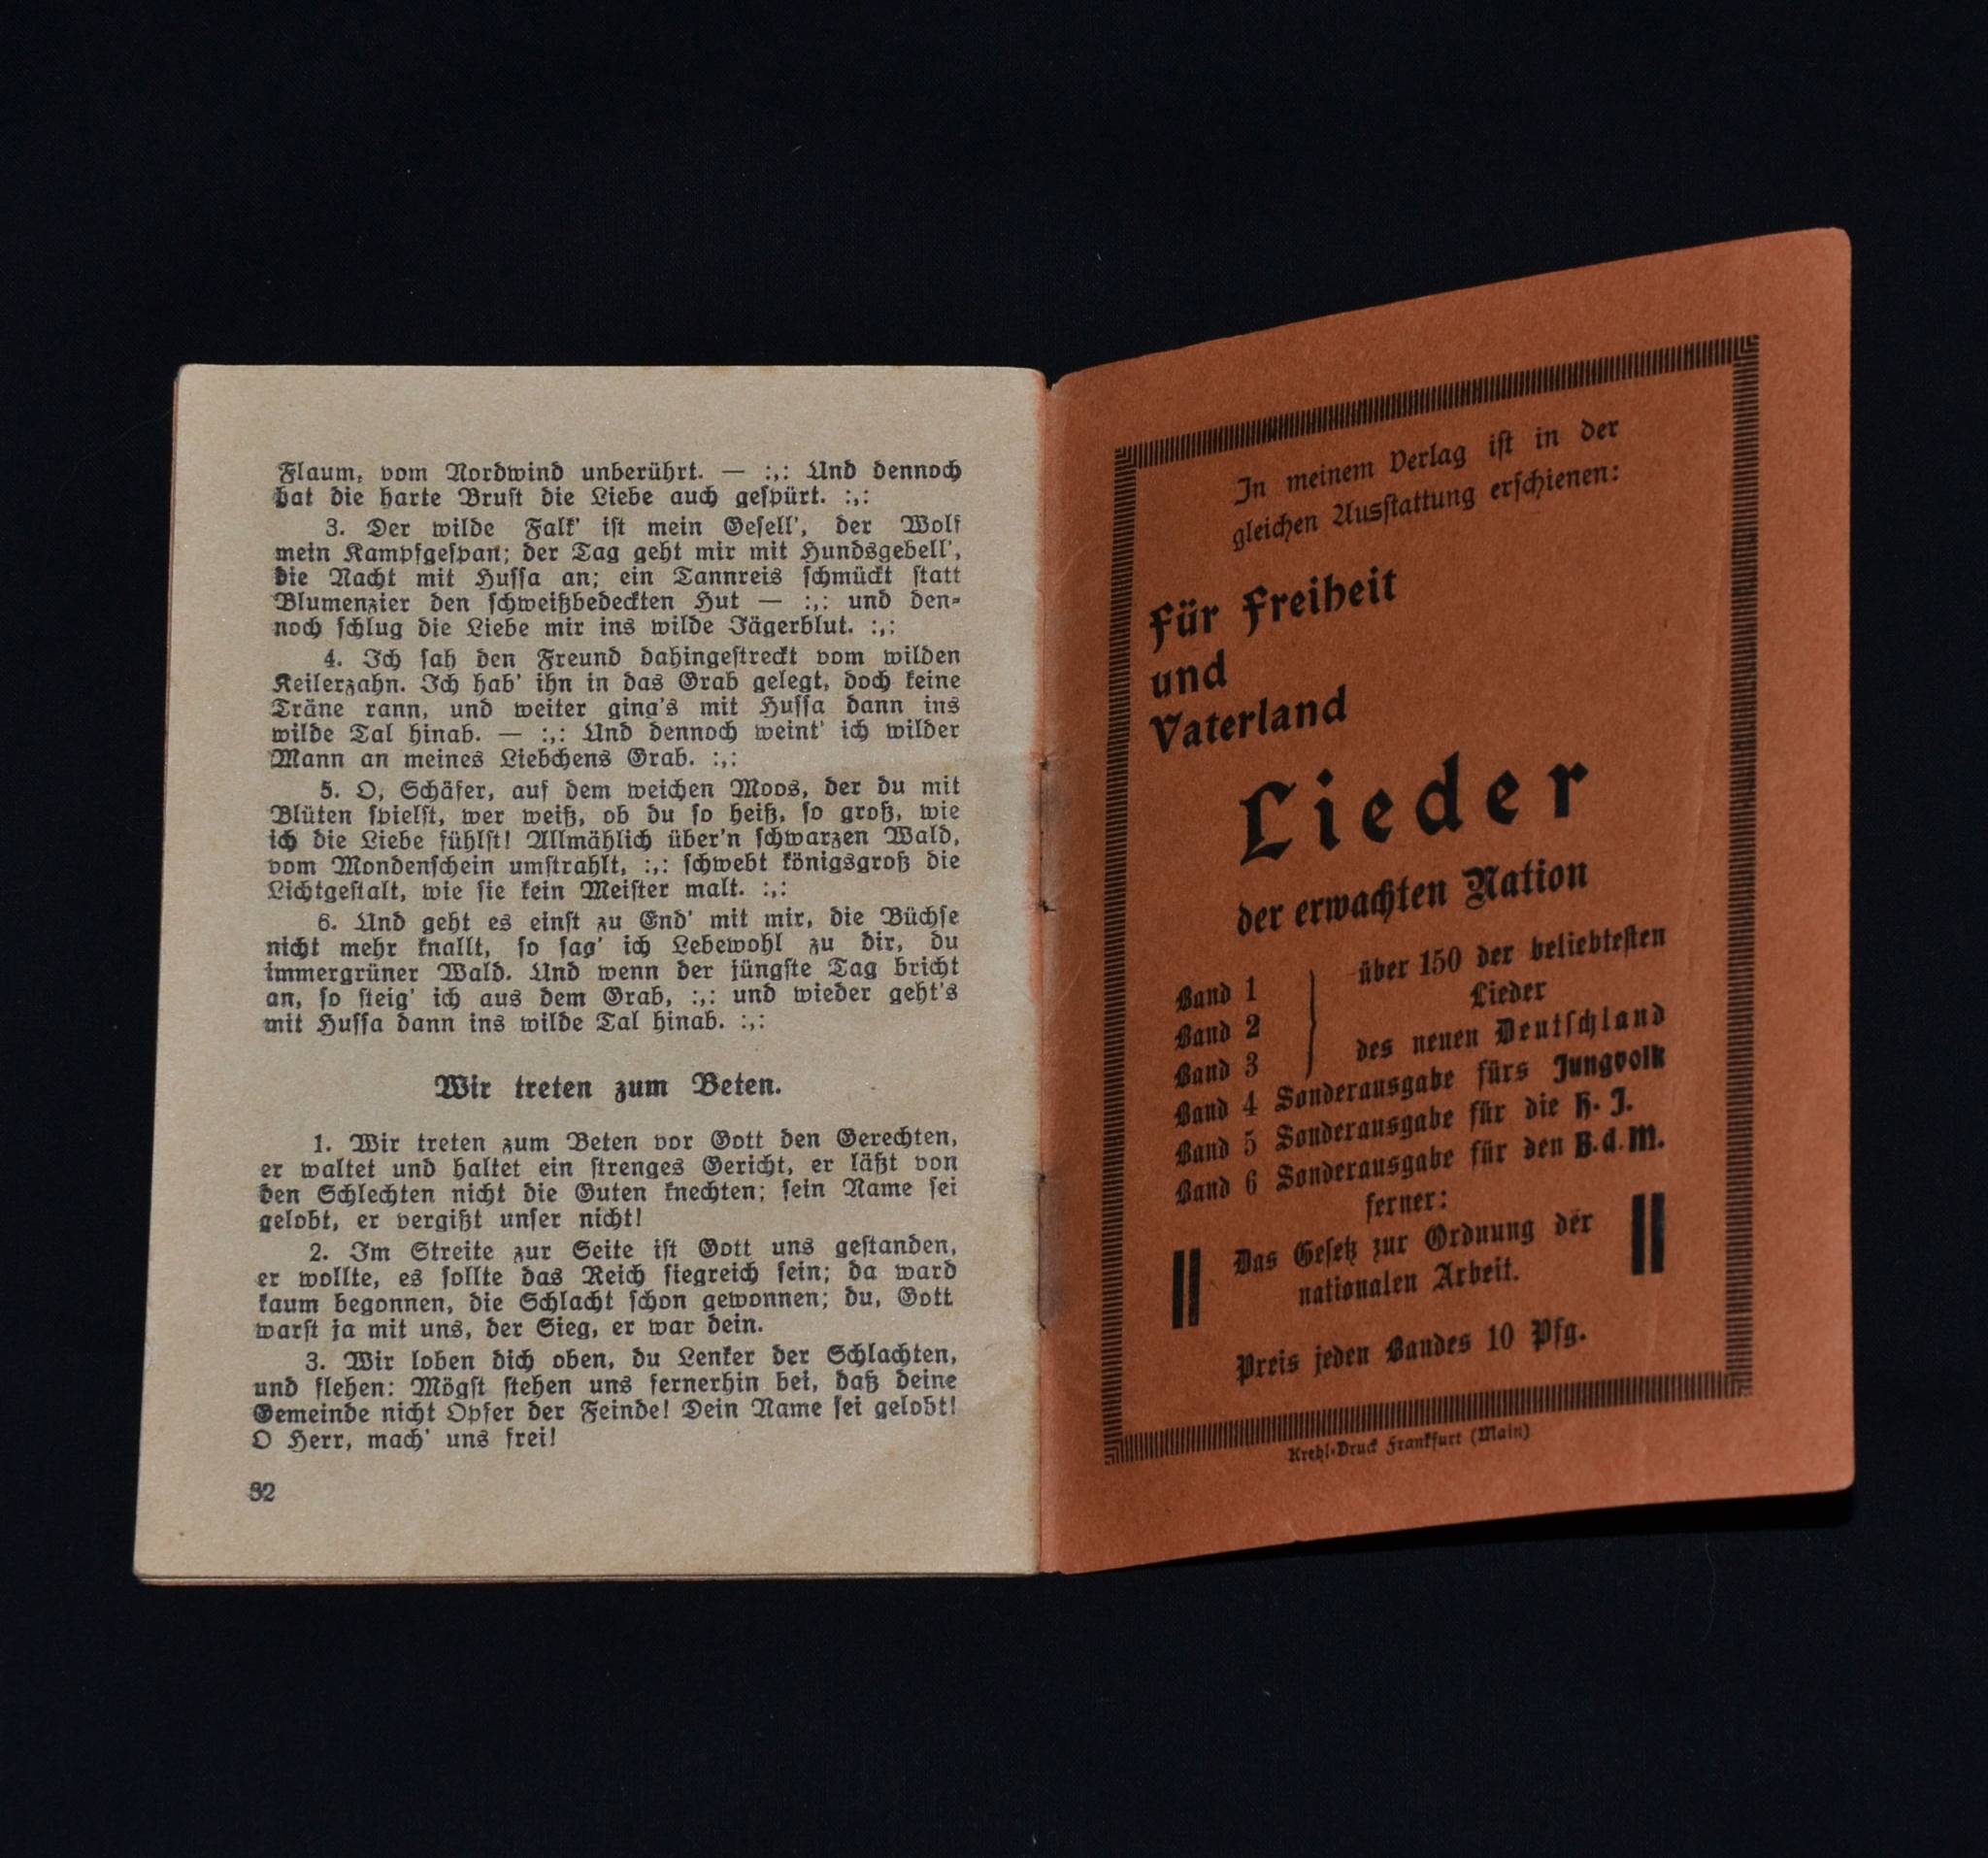 Flaum, vom Nordwind unberührt. — :,: Und dennoch
hat die harte Brust die Liebe auch gespürt. :,:
3. Der wilde Falk' ist mein Gesell', der Wolf
mein Kampfgespan; der Tag geht mir mit Hundsgebell',
die Nacht mit Hussa an; ein Tannreis schmückt statt
Blumenzier den schweißbedeckten Hut — :,: und den-
noch schlug die Liebe mir ins wilde Jägerblut. :,:
4. Ich sah den Freund dahingestreckt vom wilden
Keilerzahn. Ich hab' ihn in das Grab gelegt, doch keine
Träne rann, und weiter ging's mit Hussa dann ins
wilde Tal hinab. — :,: Und dennoch weint' ich wilder
Mann an meines Liebchens Grab. :,:
5. O, Schäfer, auf dem weichen Moos, der du mit
Blüten spielst, wer weiß, ob du so heiß, so groß, wie
ich die Liebe fühlst! Allmählich über'n schwarzen Wald,
vom Mondenschein umstrahlt, :,: schwebt königsgroß die
Lichtgestalt, wie sie kein Meister malt. :,:
6. Und geht es einst zu End' mit mir, die Büchse
nicht mehr knallt, so sag' ich Lebewohl zu dir, du
immergrüner Wald. Und wenn der jüngste Tag bricht
an, so steig' ich aus dem Grab, :,: und wieder geht's
mit Hussa dann ins wilde Tal hinab. :,:
Wir treten zum Beten.
1. Wir treten zum Beten vor Gott den Gerechten,
er waltet und haltet ein strenges Gericht, er läßt von
den Schlechten nicht die Guten knechten; sein Name sei
gelobt, er vergißt unser nicht!
2. Im Streite zur Seite ist Gott uns gestanden,
er wollte, es sollte das Reich siegreich sein; da ward
kaum begonnen, die Schlacht schon gewonnen; du, Gott
warst ja mit uns, der Sieg, er war dein.
3. Wir loben dich oben, du Lenker der Schlachten,
und flehen: Mögst stehen uns fernerhin bei, daß deine
Gemeinde nicht Opfer der Feinde! Dein Name sei gelobt!
O Herr, mach' uns frei!
32
In meinem Verlag ist in der
gleichen Ausstattung erschienen:
Für Freiheit
und
Vaterland
Lieder
der erwachten Nation
Band 1
Band 2
Band 3
über 150 der beliebtesten
Lieder
des neuen Deutschland
Band 4 Sonderausgabe fürs Jungvolk
Band 5 Sonderausgabe für die H. J.
Band 6 Sonderausgabe für den B.d.M.
ferner:
Das Gesetz zur Ordnung der
nationalen Arbeit.
Preis jeden Bandes 10 Pfg.
Krehl-Druck Frankfurt (Main)